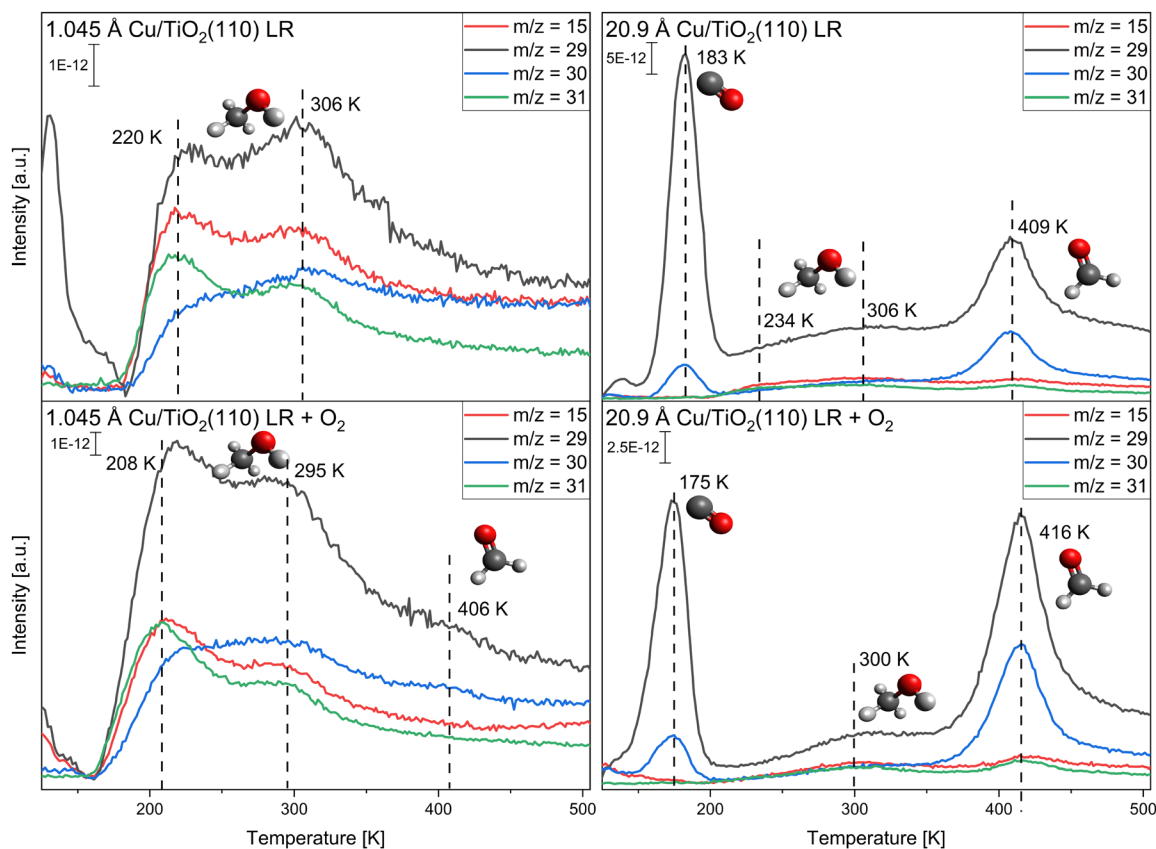 1.045 Å Cu/TiO₂(110) LR
1E-12
m/z = 15
m/z = 29
m/z = 30
m/z = 31
220 K
306 K
Intensity [a.u.]
20.9 Å Cu/TiO₂(110) LR
5E-12
m/z = 15
m/z = 29
m/z = 30
m/z = 31
183 K
234 K
306 K
409 K
1.045 Å Cu/TiO₂(110) LR + O₂
1E-12
m/z = 15
m/z = 29
m/z = 30
m/z = 31
208 K
295 K
406 K
Intensity [a.u.]
200 300 400 500
Temperature [K]
20.9 Å Cu/TiO₂(110) LR + O₂
2.5E-12
m/z = 15
m/z = 29
m/z = 30
m/z = 31
175 K
300 K
416 K
200 300 400 500
Temperature [K]